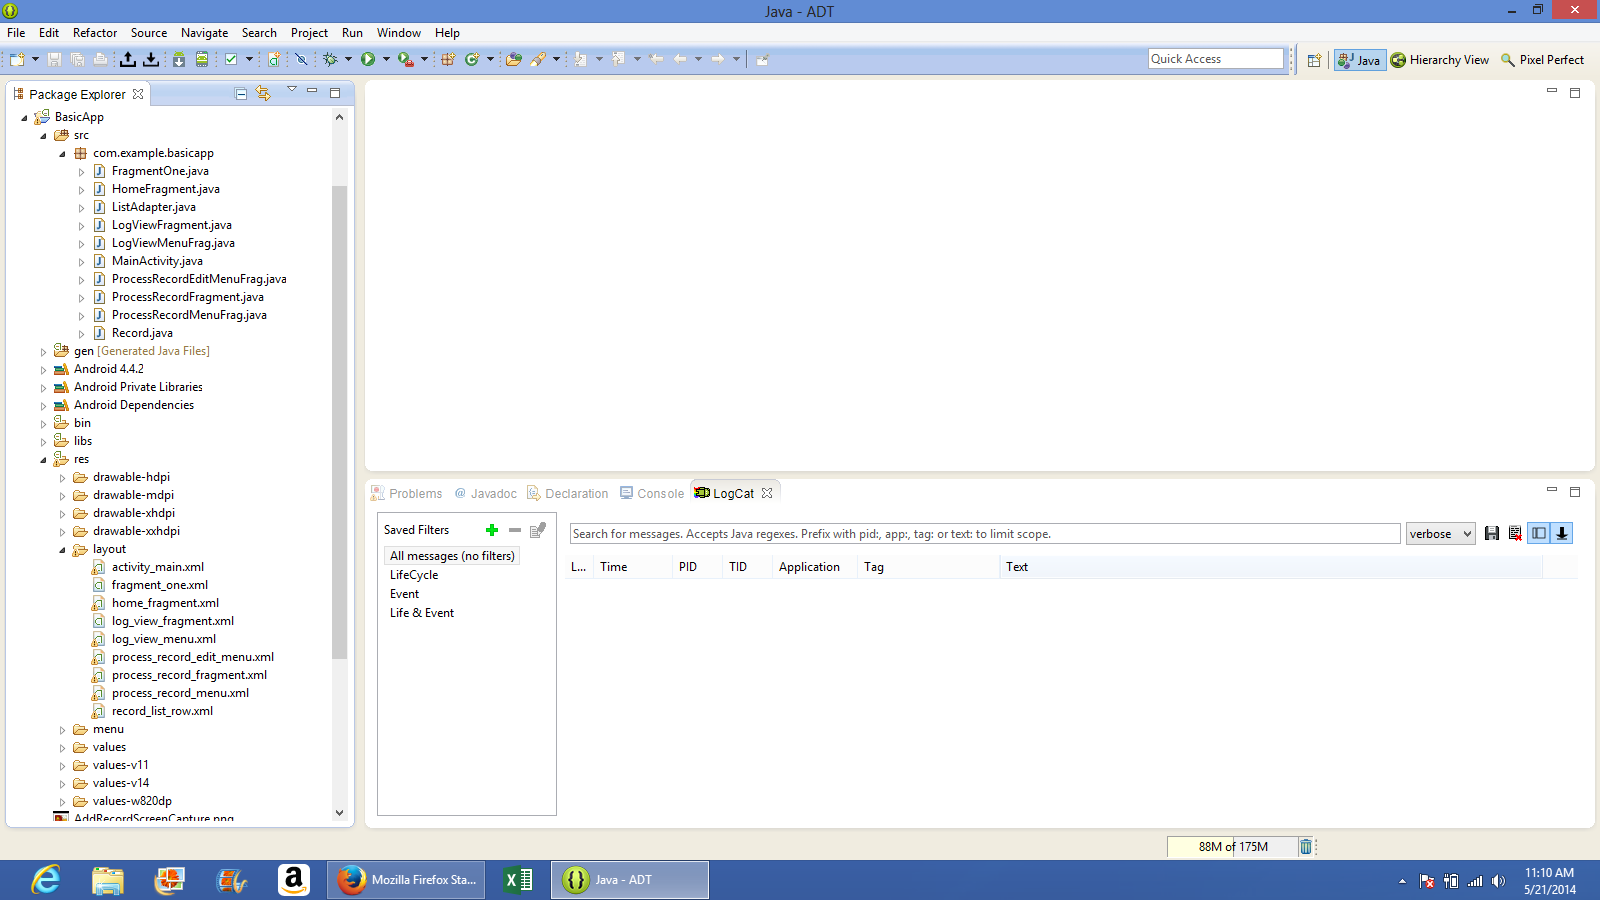 Java - ADT
File Edit Refactor Source Navigate Search Project Run Window Help
Quick Access Java Hierarchy View Pixel Perfect
Package Explorer
BasicApp
src
com.example.basicapp
FragmentOne.java
HomeFragment.java
ListAdapter.java
LogViewFragment.java
LogViewMenuFrag.java
MainActivity.java
ProcessRecordEditMenuFrag.java
ProcessRecordFragment.java
ProcessRecordMenuFrag.java
Record.java
gen [Generated Java Files]
Android 4.4.2
Android Private Libraries
Android Dependencies
bin
libs
res
drawable-hdpi
drawable-mdpi
drawable-xhdpi
drawable-xxhdpi
layout
activity_main.xml
fragment_one.xml
home_fragment.xml
log_view_fragment.xml
log_view_menu.xml
process_record_edit_menu.xml
process_record_fragment.xml
process_record_menu.xml
record_list_row.xml
menu
values
values-v11
values-v14
values-w820dp
AddRecordScreenCapture.png
Problems @ Javadoc Declaration Console LogCat
Saved Filters
All messages (no filters)
LifeCycle
Event
Life & Event
Search for messages. Accepts Java regexes. Prefix with pid:, app:, tag: or text: to limit scope.
verbose
L... Time PID TID Application Tag Text
88M of 175M
Mozilla Firefox Sta...
Java - ADT
11:10 AM
5/21/2014